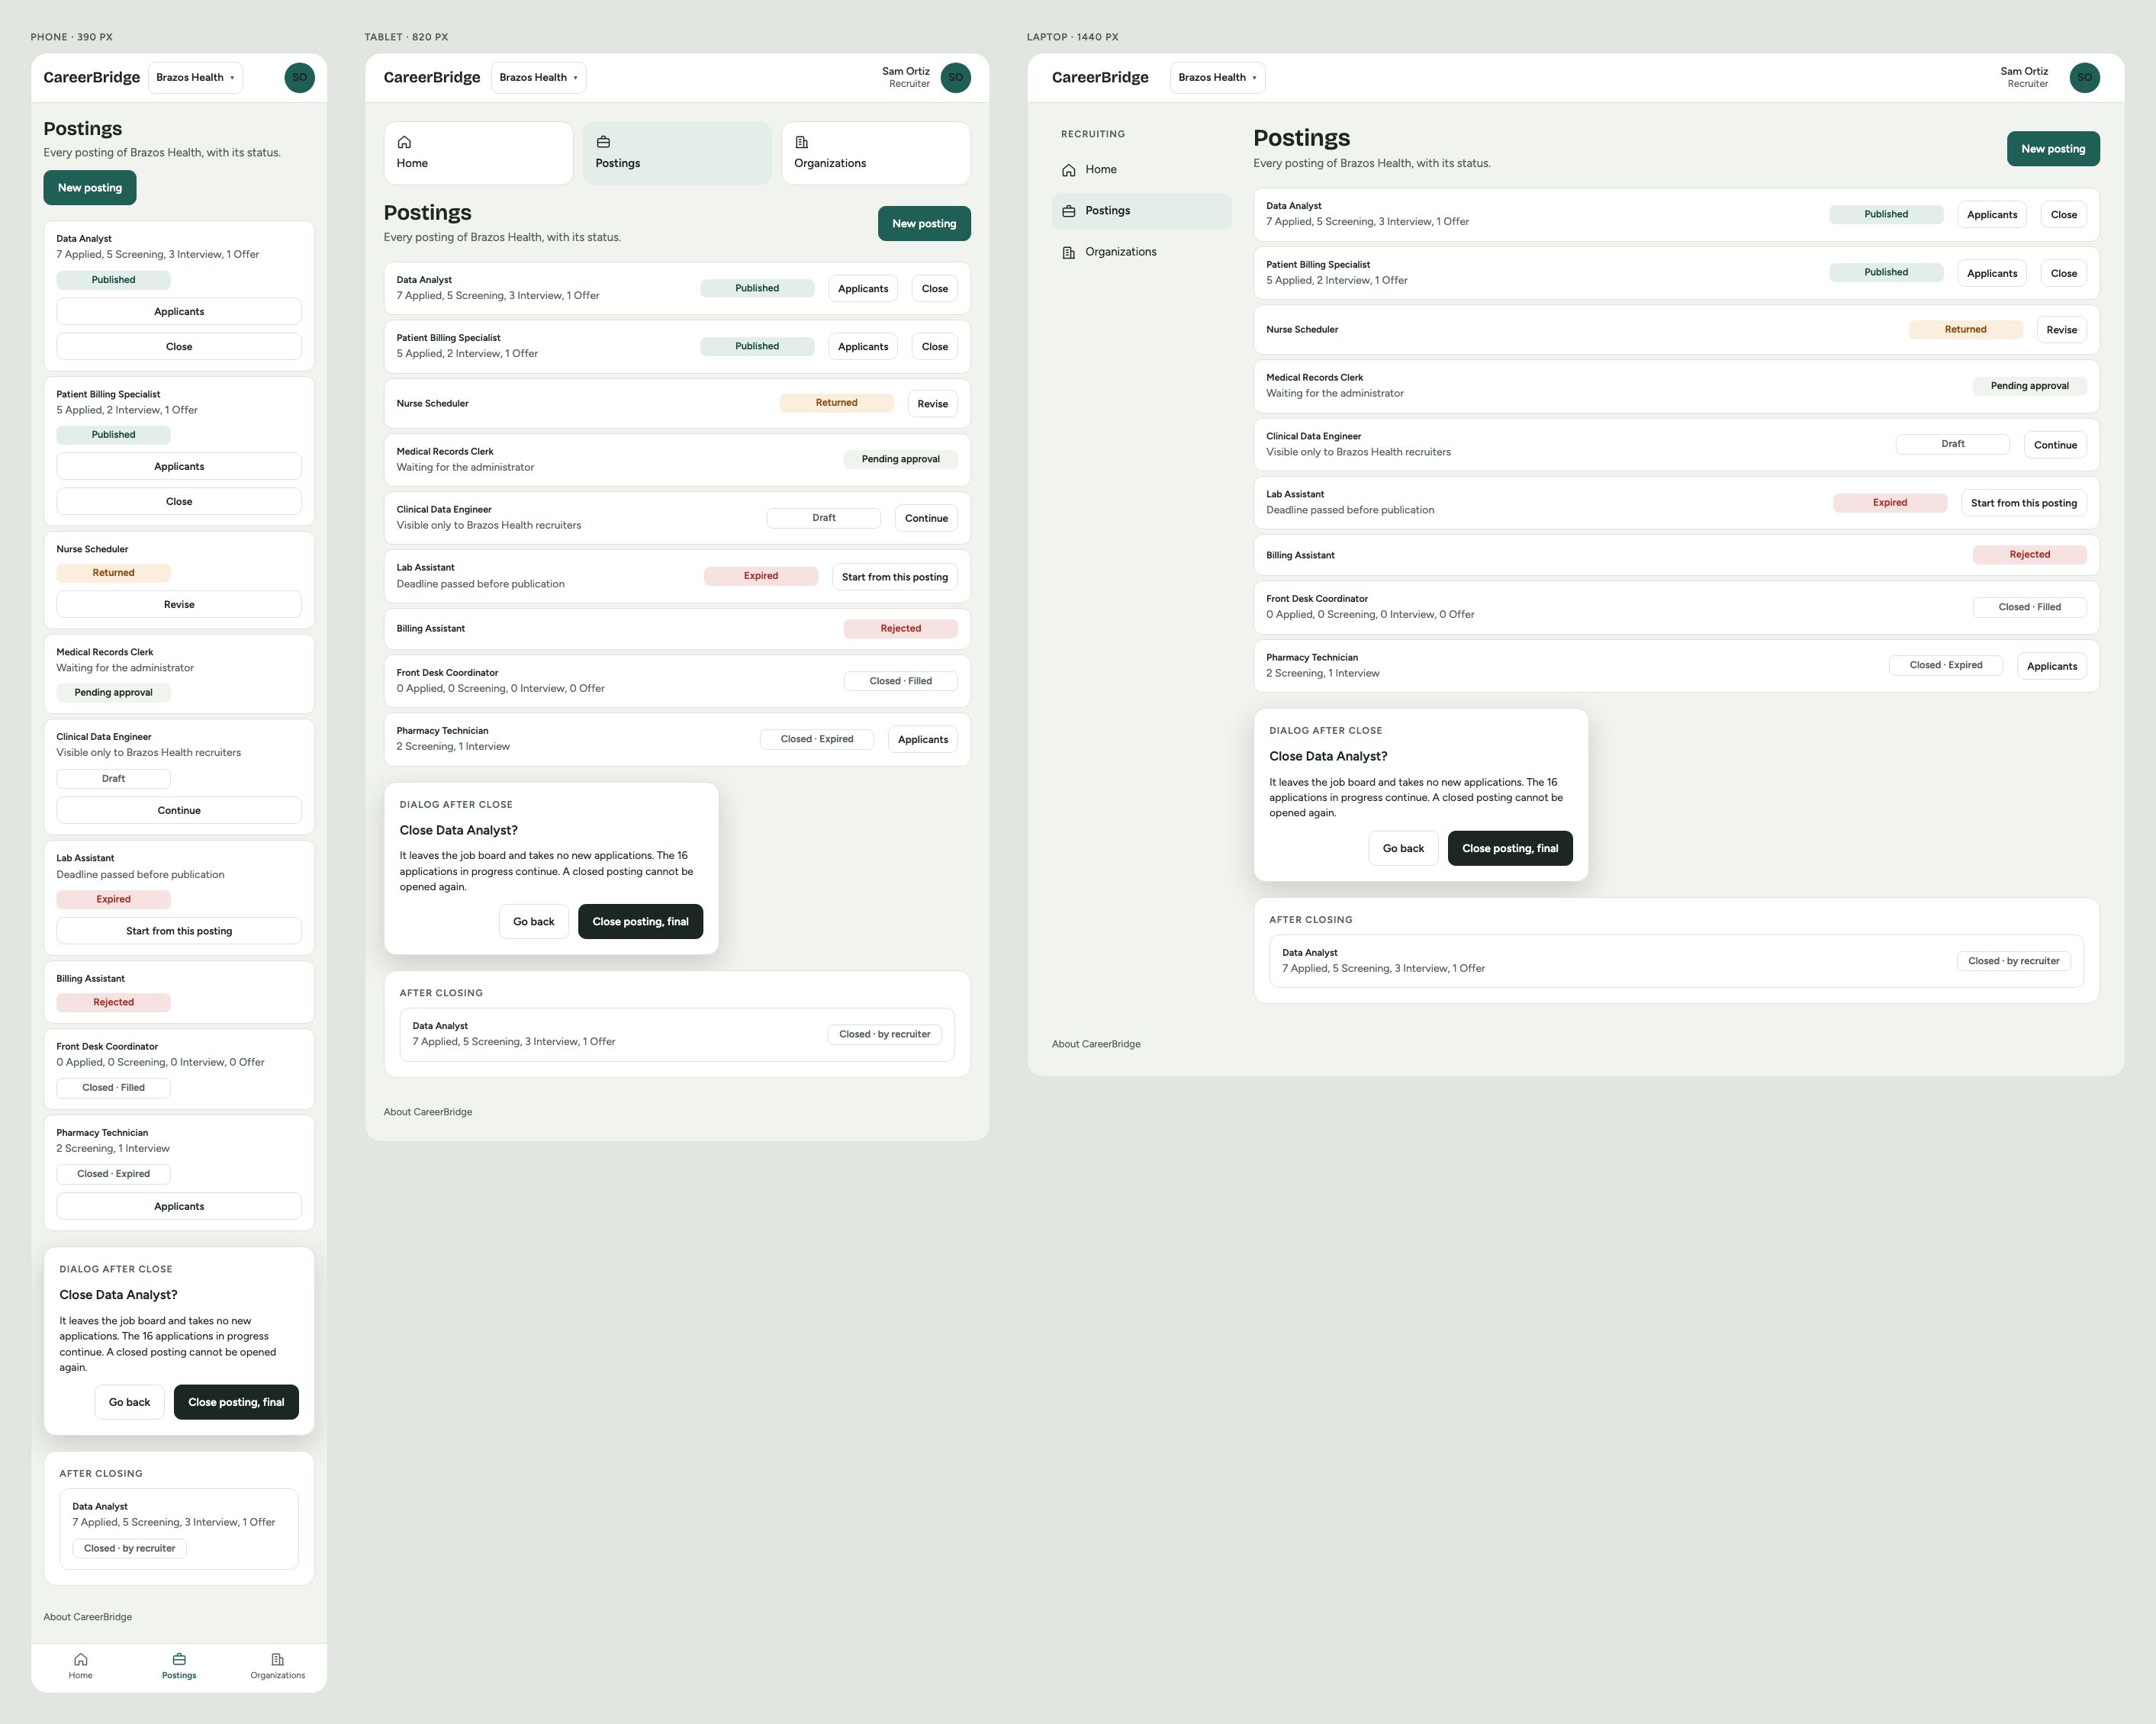 PHONE · 390 PX
CareerBridge
Brazos Health
SO
Postings
Every posting of Brazos Health, with its status.
New posting
Data Analyst
7 Applied, 5 Screening, 3 Interview, 1 Offer
Published
Applicants
Close
Patient Billing Specialist
5 Applied, 2 Interview, 1 Offer
Published
Applicants
Close
Nurse Scheduler
Returned
Revise
Medical Records Clerk
Waiting for the administrator
Pending approval
Clinical Data Engineer
Visible only to Brazos Health recruiters
Draft
Continue
Lab Assistant
Deadline passed before publication
Expired
Start from this posting
Billing Assistant
Rejected
Front Desk Coordinator
0 Applied, 0 Screening, 0 Interview, 0 Offer
Closed · Filled
Pharmacy Technician
2 Screening, 1 Interview
Closed · Expired
Applicants
DIALOG AFTER CLOSE
Close Data Analyst?
It leaves the job board and takes no new
applications. The 16 applications in progress
continue. A closed posting cannot be opened
again.
Go back
Close posting, final
AFTER CLOSING
Data Analyst
7 Applied, 5 Screening, 3 Interview, 1 Offer
Closed · by recruiter
About CareerBridge
Home
Postings
Organizations
TABLET · 820 PX
CareerBridge
Brazos Health
Sam Ortiz
Recruiter
SO
Home
Postings
Organizations
Postings
Every posting of Brazos Health, with its status.
New posting
Data Analyst
7 Applied, 5 Screening, 3 Interview, 1 Offer
Published
Applicants
Close
Patient Billing Specialist
5 Applied, 2 Interview, 1 Offer
Published
Applicants
Close
Nurse Scheduler
Returned
Revise
Medical Records Clerk
Waiting for the administrator
Pending approval
Clinical Data Engineer
Visible only to Brazos Health recruiters
Draft
Continue
Lab Assistant
Deadline passed before publication
Expired
Start from this posting
Billing Assistant
Rejected
Front Desk Coordinator
0 Applied, 0 Screening, 0 Interview, 0 Offer
Closed · Filled
Pharmacy Technician
2 Screening, 1 Interview
Closed · Expired
Applicants
DIALOG AFTER CLOSE
Close Data Analyst?
It leaves the job board and takes no new applications. The 16
applications in progress continue. A closed posting cannot be
opened again.
Go back
Close posting, final
AFTER CLOSING
Data Analyst
7 Applied, 5 Screening, 3 Interview, 1 Offer
Closed · by recruiter
About CareerBridge
LAPTOP · 1440 PX
CareerBridge
Brazos Health
Sam Ortiz
Recruiter
SO
RECRUITING
Home
Postings
Organizations
Postings
Every posting of Brazos Health, with its status.
New posting
Data Analyst
7 Applied, 5 Screening, 3 Interview, 1 Offer
Published
Applicants
Close
Patient Billing Specialist
5 Applied, 2 Interview, 1 Offer
Published
Applicants
Close
Nurse Scheduler
Returned
Revise
Medical Records Clerk
Waiting for the administrator
Pending approval
Clinical Data Engineer
Visible only to Brazos Health recruiters
Draft
Continue
Lab Assistant
Deadline passed before publication
Expired
Start from this posting
Billing Assistant
Rejected
Front Desk Coordinator
0 Applied, 0 Screening, 0 Interview, 0 Offer
Closed · Filled
Pharmacy Technician
2 Screening, 1 Interview
Closed · Expired
Applicants
DIALOG AFTER CLOSE
Close Data Analyst?
It leaves the job board and takes no new applications. The 16
applications in progress continue. A closed posting cannot be
opened again.
Go back
Close posting, final
AFTER CLOSING
Data Analyst
7 Applied, 5 Screening, 3 Interview, 1 Offer
Closed · by recruiter
About CareerBridge